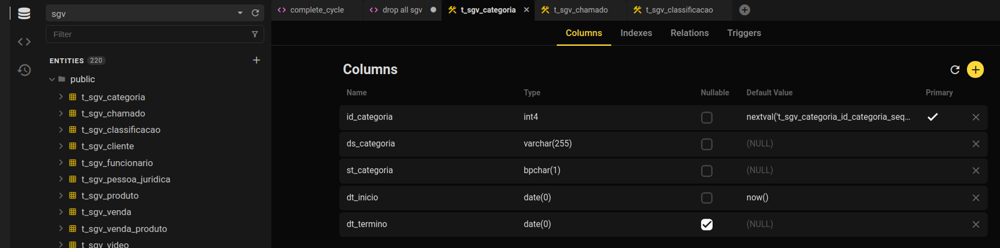 sgv
Filter
ENTITIES 220
public
t_sgv_categoria
t_sgv_chamado
t_sgv_classificacao
t_sgv_cliente
t_sgv_funcionario
t_sgv_pessoa_juridica
t_sgv_produto
t_sgv_venda
t_sgv_venda_produto
t_sgv_video
complete_cycle drop all sgv t_sgv_categoria t_sgv_chamado t_sgv_classificacao
Columns Indexes Relations Triggers
Columns
Name Type Nullable Default Value Primary
id_categoria int4 nextval('t_sgv_categoria_id_categoria_seq...
ds_categoria varchar(255) (NULL)
st_categoria bpchar(1) (NULL)
dt_inicio date(0) now()
dt_termino date(0) (NULL)